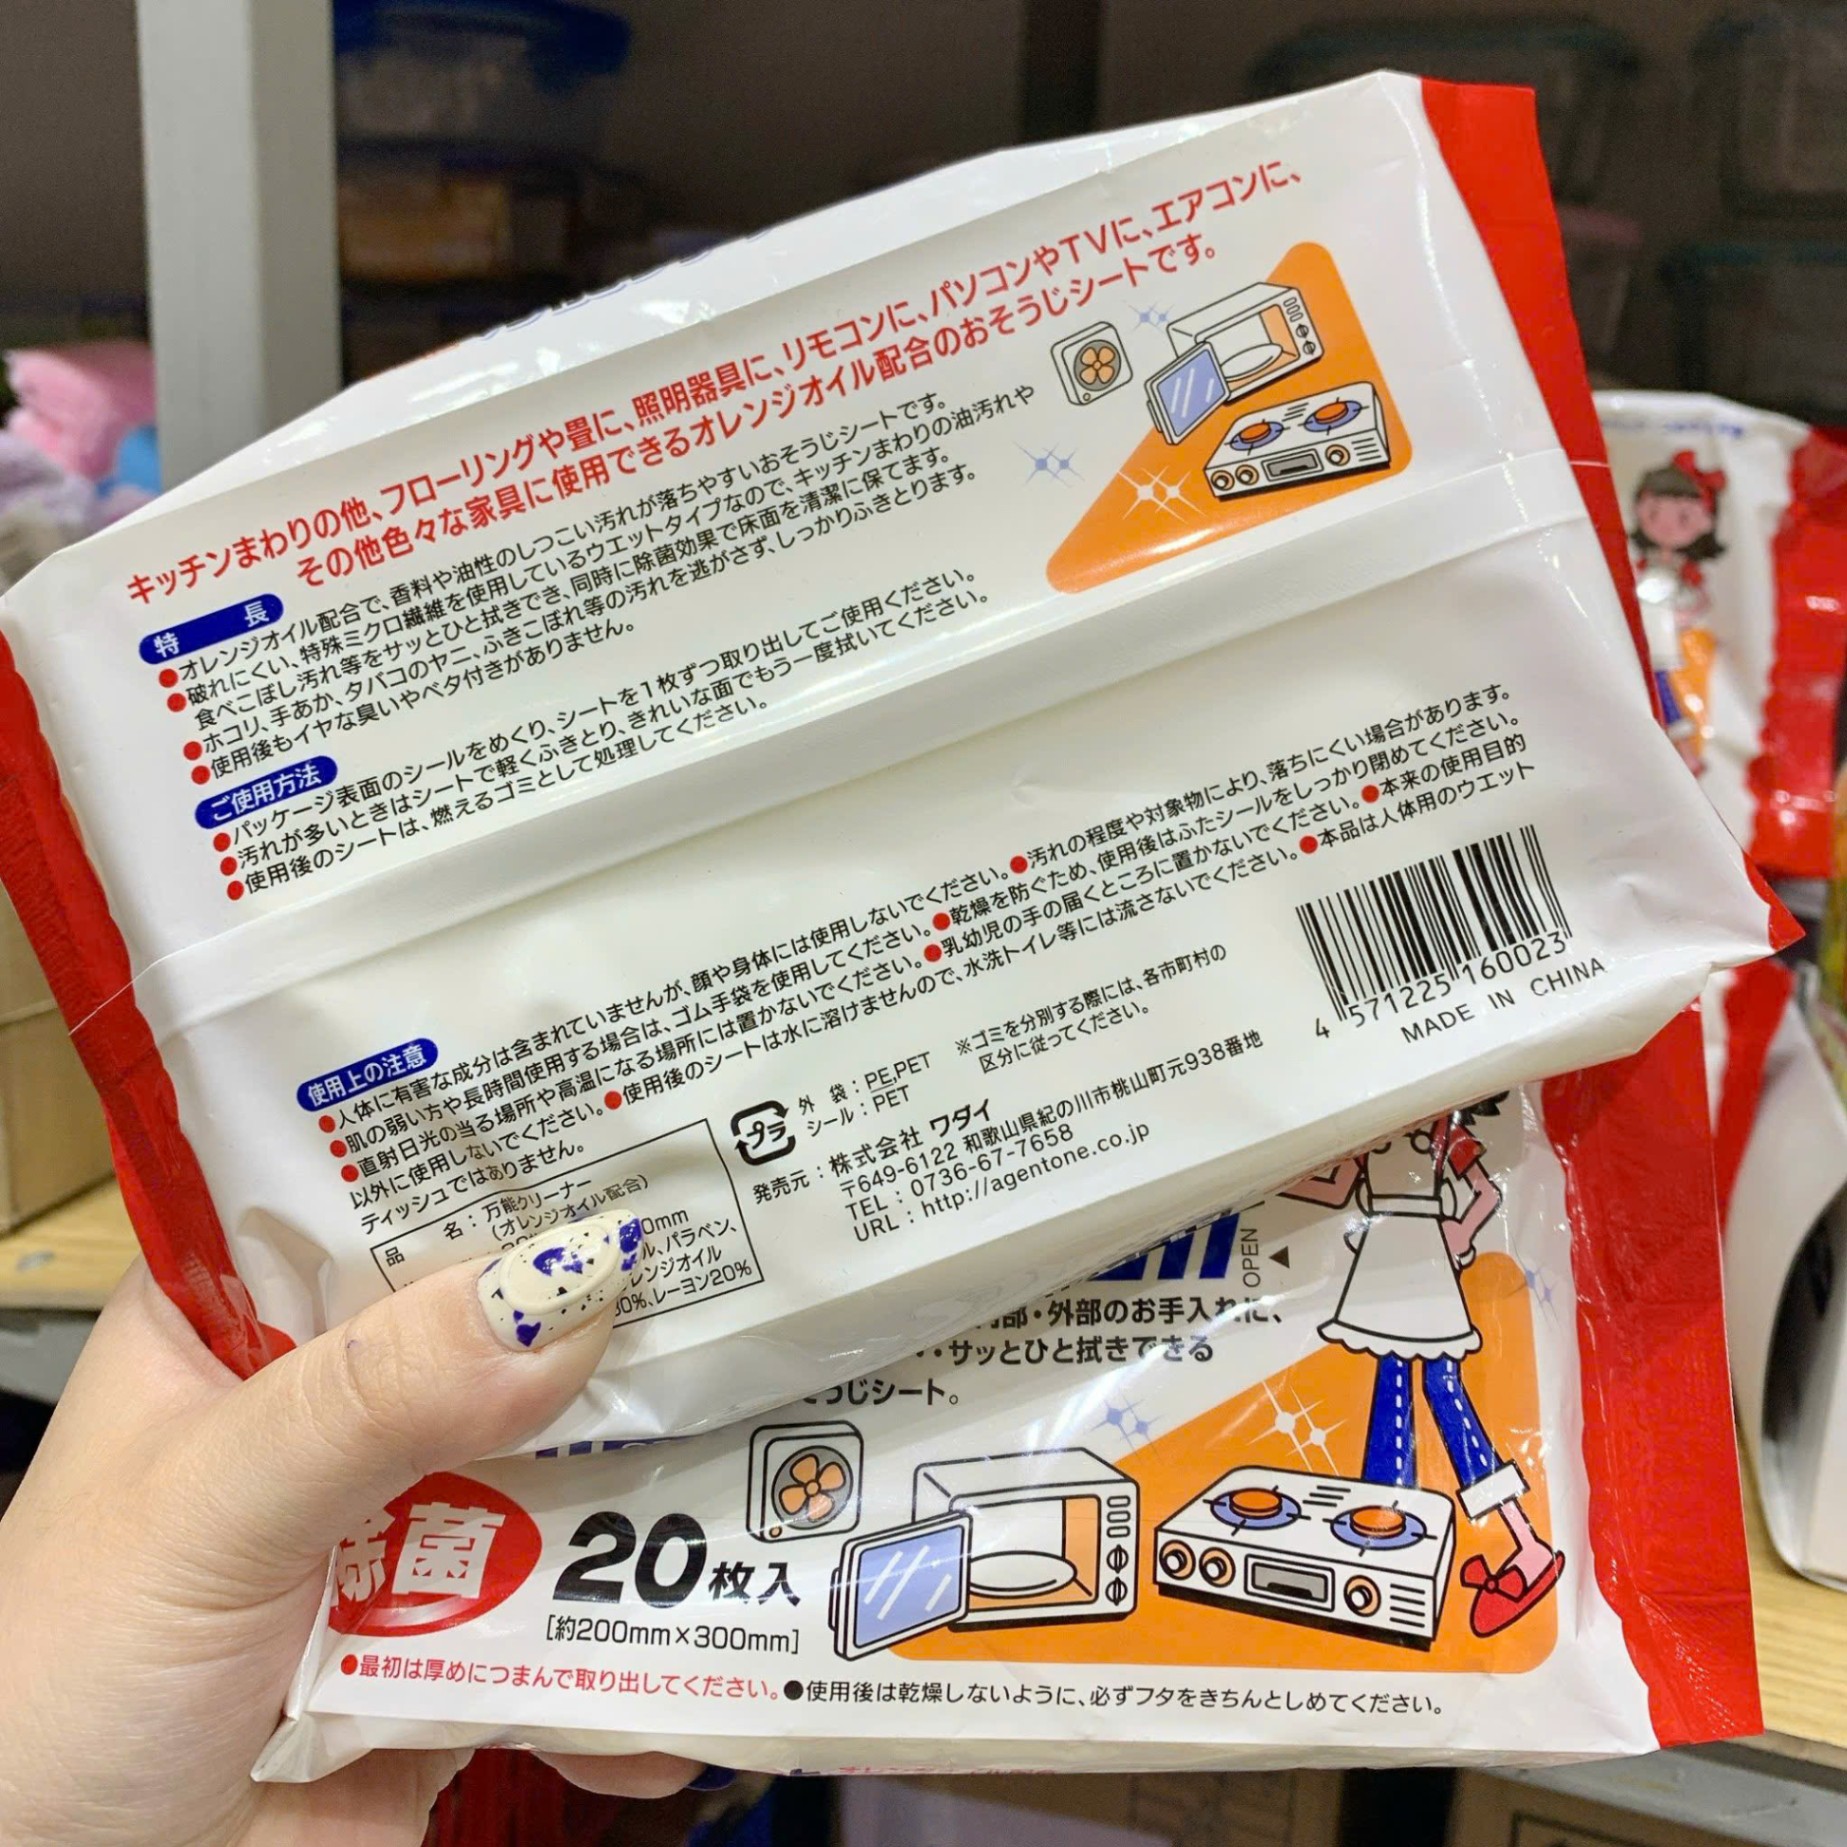 キッチンまわりの他、フローリングや畳に、照明器具に、リモコンに、パソコンやTVに、エアコンに、
その他色々な家具に使用できるオレンジオイル配合のおそうじシートです。
特 長
●オレンジオイル配合で、香料や油性のしつこい汚れが落ちやすいおそうじシートです。
●破れにくい、特殊ミクロ繊維を使用しているウエットタイプなので、キッチンまわりの油汚れや
食べこぼし汚れ等をサッとひと拭きでき、同時に除菌効果で床面を清潔に保てます。
●ホコリ、手あか、タバコのヤニ、ふきこぼれ等の汚れを逃がさず、しっかりふきとります。
●使用後もイヤな臭いやベタ付きがありません。
ご使用方法
●パッケージ表面のシールをめくり、シートを1枚ずつ取り出してご使用ください。
●汚れが多いときはシートで軽くふきとり、きれいな面でもう一度拭いてください。
●使用後のシートは、燃えるゴミとして処理してください。
使用上の注意
●人体に有害な成分は含まれていませんが、顔や身体には使用しないでください。●汚れの程度や対象物により、落ちにくい場合があります。
●肌の弱い方や長時間使用する場合は、ゴム手袋を使用してください。●乾燥を防ぐため、使用後はふたシールをしっかり閉めてください。
●直射日光の当る場所や高温になる場所には置かないでください。●乳幼児の手の届くところに置かないでください。●本来の使用目的
以外に使用しないでください。●使用後のシートは水に溶けませんので、水洗トイレ等には流さないでください。●本品は人体用のウエット
ティッシュではありません。
品 名：万能クリーナー
(オレンジオイル配合)
0mm
ル、パラベン、
レンジオイル
80%、レーヨン20%
プラ
外 袋：PE,PET
シール：PET
※ゴミを分別する際には、各市町村の
区分に従ってください。
発売元：株式会社 ワダイ
〒649-6122 和歌山県紀の川市桃山町元938番地
TEL：0736-67-7658
URL：http://agentone.co.jp
4 571225 160023
MADE IN CHINA
OPEN
部・外部のお手入れに、
・・サッとひと拭きできる
うじシート。
除菌
20枚入
[約200mm×300mm]
●最初は厚めにつまんで取り出してください。●使用後は乾燥しないように、必ずフタをきちんとしめてください。